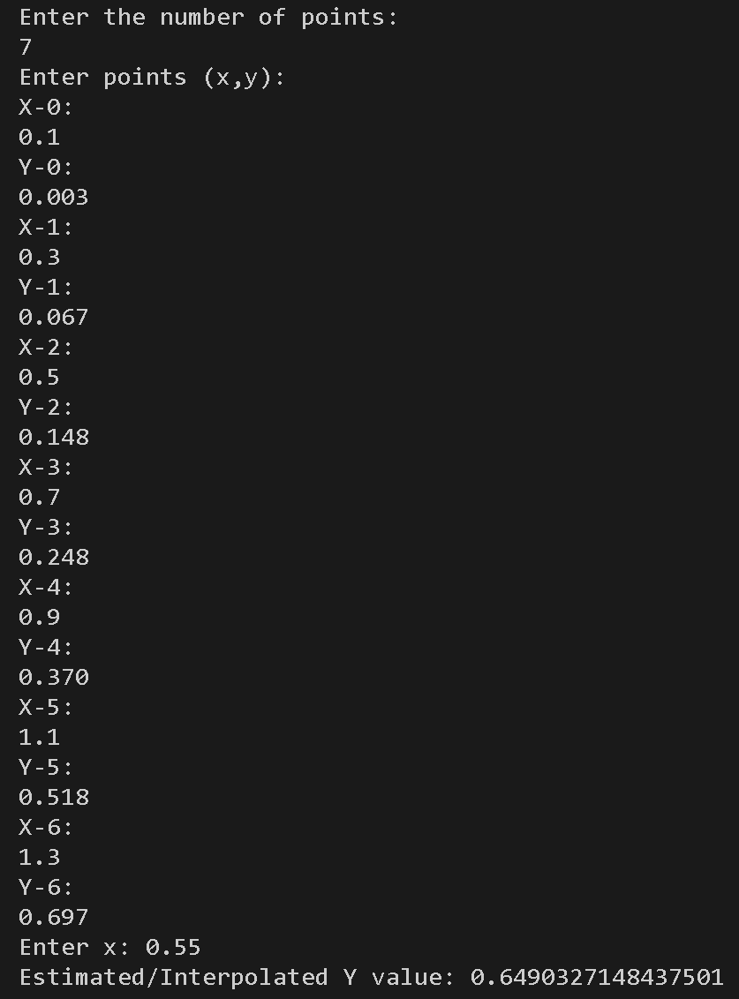 Enter the number of points:
7
Enter points (x,y):
X-0:
0.1
Y-0:
0.003
X-1:
0.3
Y-1:
0.067
X-2:
0.5
Y-2:
0.148
X-3:
0.7
Y-3:
0.248
X-4:
0.9
Y-4:
0.370
X-5:
1.1
Y-5:
0.518
X-6:
1.3
Y-6:
0.697
Enter x: 0.55
Estimated/Interpolated Y value: 0.6490327148437501